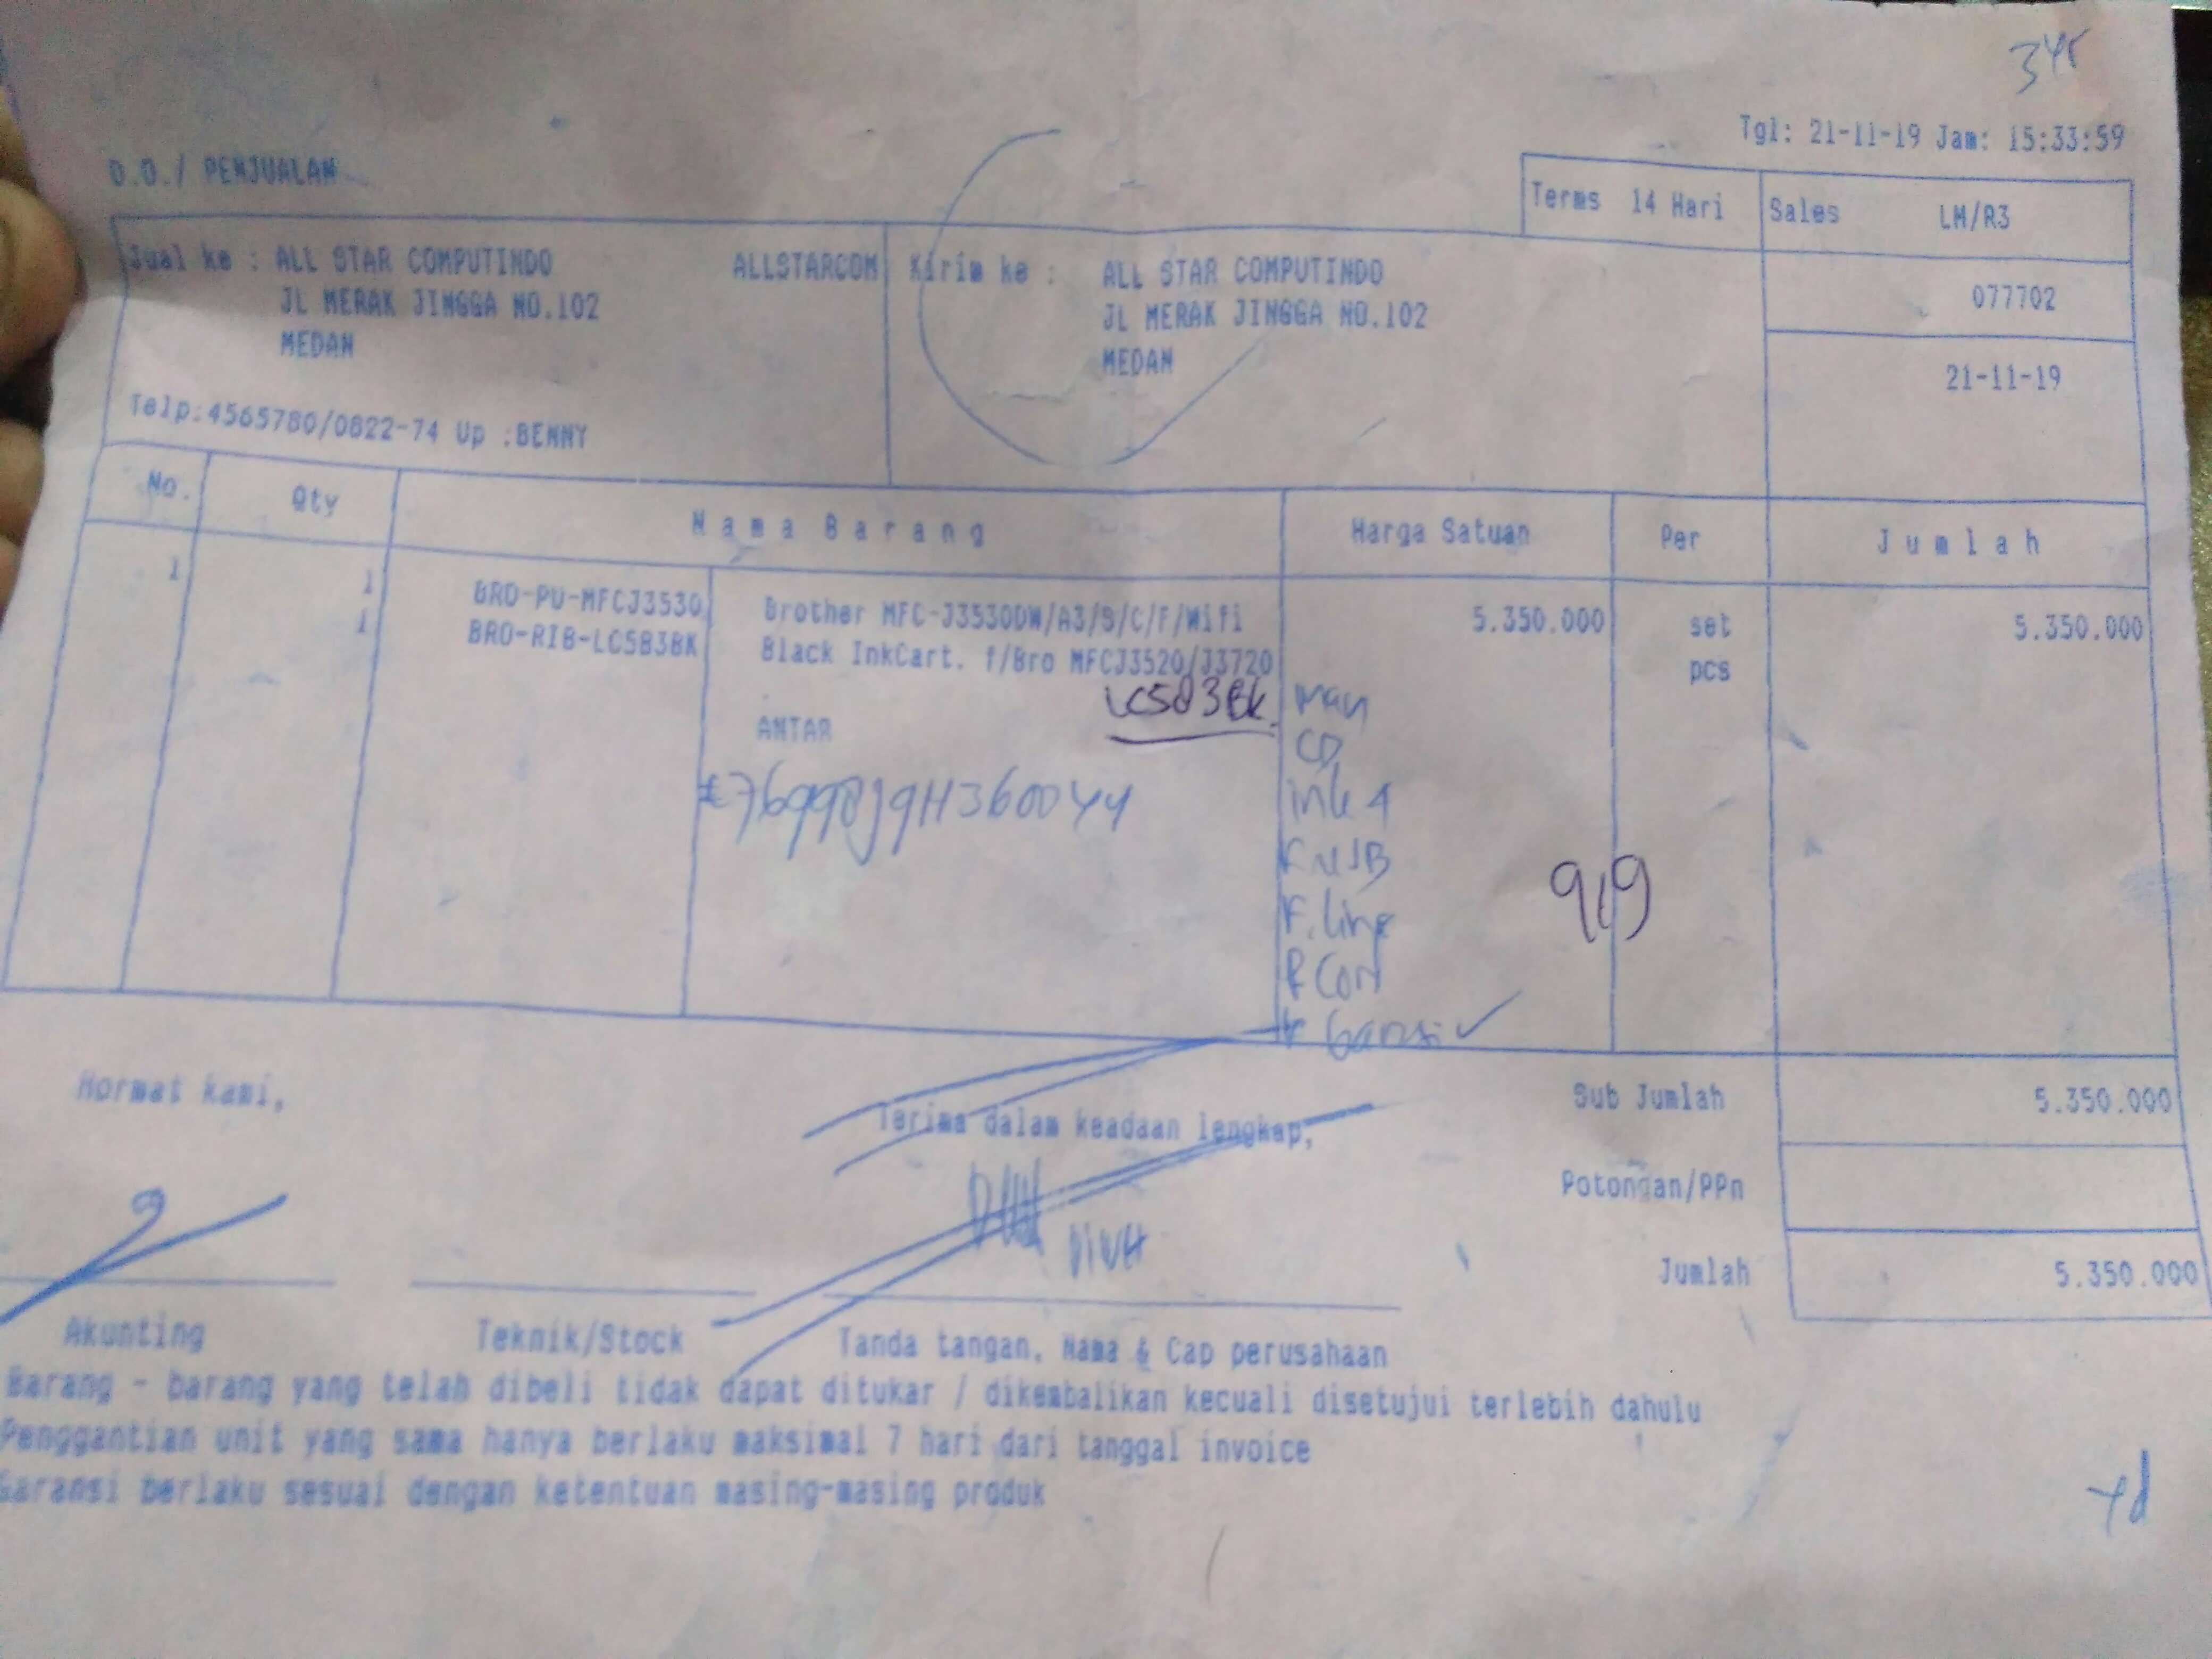 Tgl: 21-11-19 Jam: 15:33:59
D.O./ PENJUALAN
Terms 14 Hari Sales LM/R3
Jual ke : ALL STAR COMPUTINDO ALLSTARCOM Kirim ke : ALL STAR COMPUTINDO
JL MERAK JINGGA NO.102 JL MERAK JINGGA NO.102 077702
MEDAN MEDAN 21-11-19
Telp:4565780/0822-74 Up :BENNY
No. Qty Nama Barang Harga Satuan Per Jumlah
1 1 BRO-PU-MFCJ3530 Brother MFC-J3530DW/A3/S/C/F/Wifi 5.350.000 set 5.350.000
1 BRO-RIB-LC583BK Black InkCart. f/Bro MFCJ3520/J3720 pcs
LC583BK
ANTAR
CD
ink 4
USB
F. Line
Sub Jumlah 5.350.000
Hormat kami,
Terima dalam keadaan lengkap,
Potongan/PPn
Jumlah 5.350.000
Akunting Teknik/Stock Tanda tangan, Nama & Cap perusahaan
Barang - barang yang telah dibeli tidak dapat ditukar / dikembalikan kecuali disetujui terlebih dahulu
Penggantian unit yang sama hanya berlaku maksimal 7 hari dari tanggal invoice
Garansi berlaku sesuai dengan ketentuan masing-masing produk